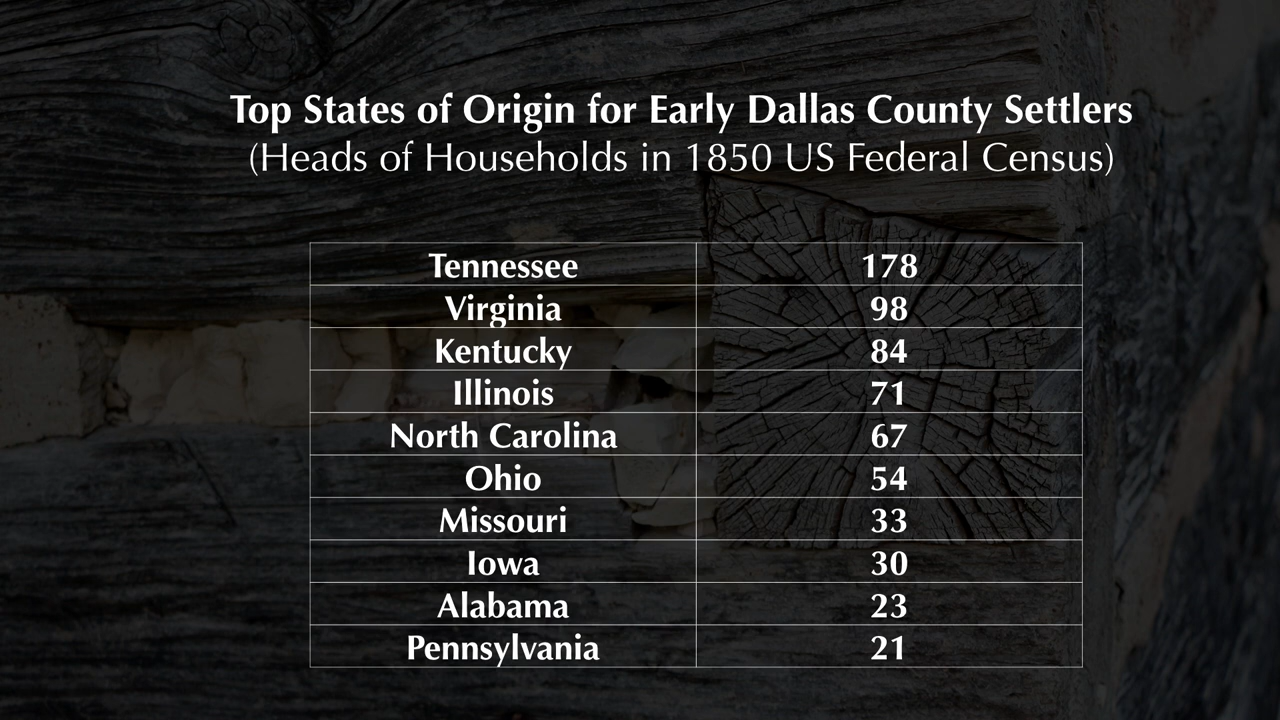 Top States of Origin for Early Dallas County Settlers
(Heads of Households in 1850 US Federal Census)
Tennessee 178
Virginia 98
Kentucky 84
Illinois 71
North Carolina 67
Ohio 54
Missouri 33
Iowa 30
Alabama 23
Pennsylvania 21